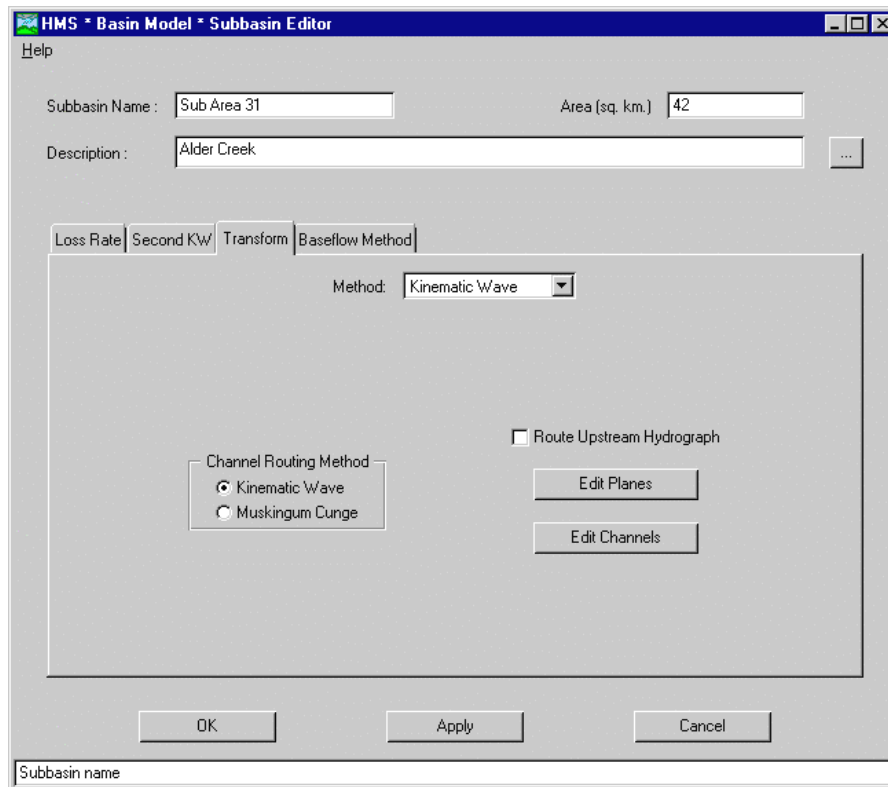 HMS * Basin Model * Subbasin Editor
Help
Subbasin Name : Sub Area 31 Area (sq. km.) 42
Description : Alder Creek ...
Loss Rate Second KW Transform Baseflow Method
Method: Kinematic Wave
Route Upstream Hydrograph
Channel Routing Method
Kinematic Wave
Edit Planes
Muskingum Cunge
Edit Channels
OK Apply Cancel
Subbasin name